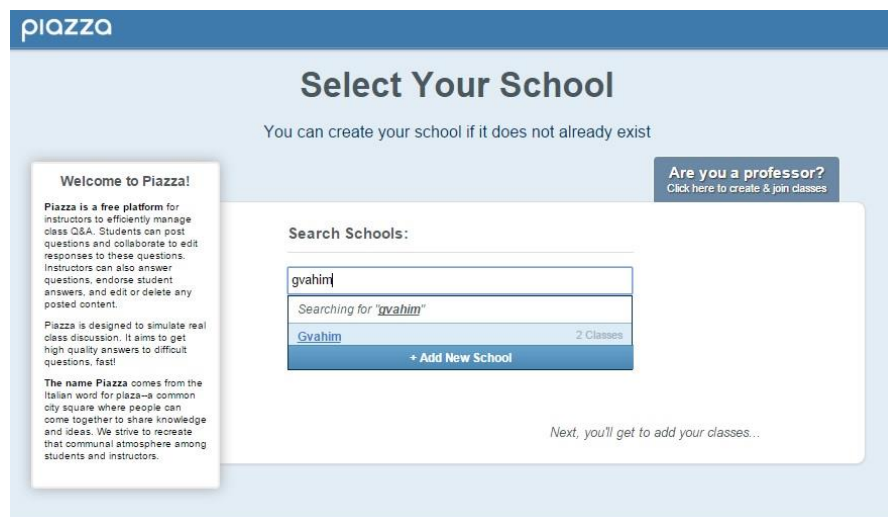 piazza
Select Your School
You can create your school if it does not already exist
Are you a professor?
Click here to create & join classes
Welcome to Piazza!
Piazza is a free platform for
instructors to efficiently manage
class Q&A. Students can post
questions and collaborate to edit
responses to these questions.
Instructors can also answer
questions, endorse student
answers, and edit or delete any
posted content.
Piazza is designed to simulate real
class discussion. It aims to get
high quality answers to difficult
questions, fast!
The name Piazza comes from the
Italian word for plaza--a common
city square where people can
come together to share knowledge
and ideas. We strive to recreate
that communal atmosphere among
students and instructors.
Search Schools:
gvahim
Searching for "gvahim"
Gvahim 2 Classes
+ Add New School
Next, you'll get to add your classes...